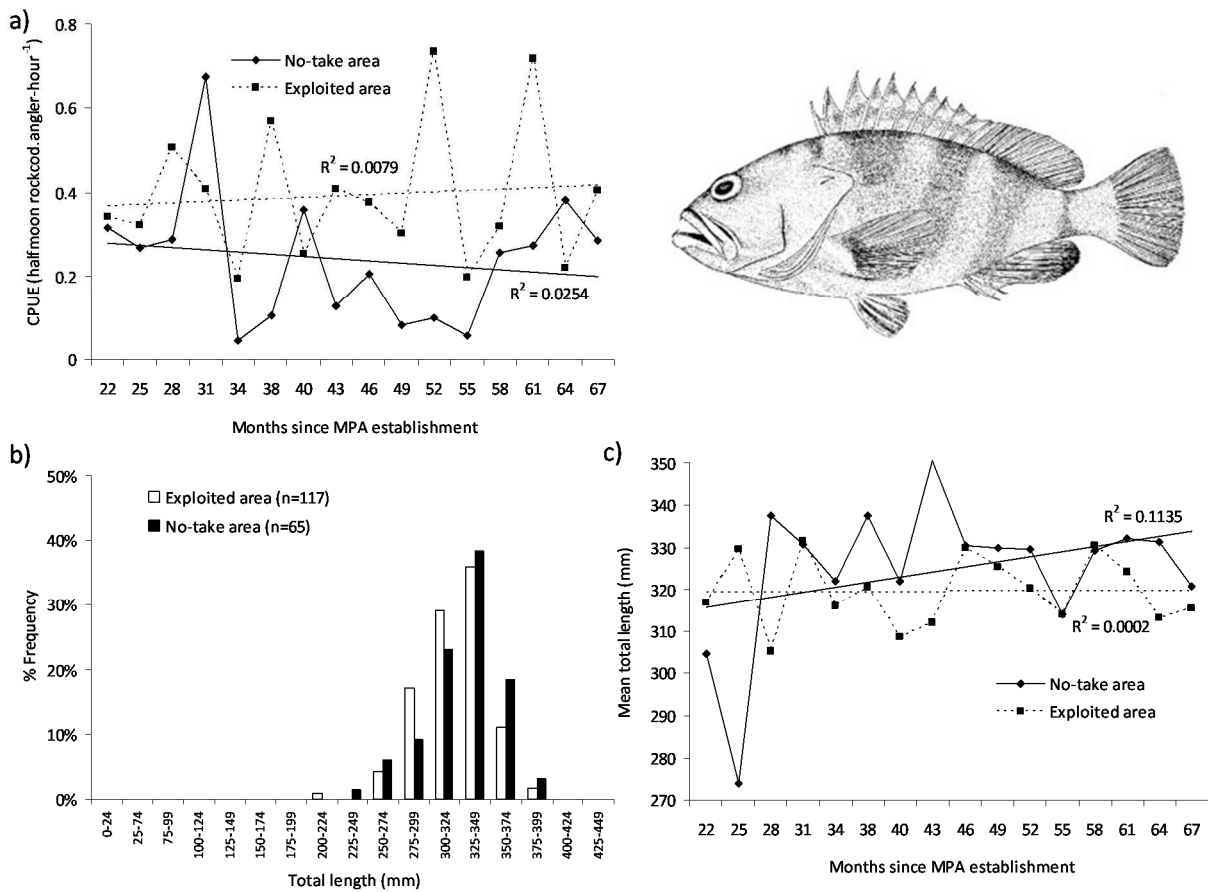 a)
CPUE (halfmoon rockcod.angler-hour⁻¹)
0.8
0.6
0.4
0.2
0
No-take area
Exploited area
R² = 0.0079
R² = 0.0254
22 25 28 31 34 38 40 43 46 49 52 55 58 61 64 67
Months since MPA establishment
b)
% Frequency
50%
40%
30%
20%
10%
0%
Exploited area (n=117)
No-take area (n=65)
0-24
25-74
75-99
100-124
125-149
150-174
175-199
200-224
225-249
250-274
275-299
300-324
325-349
350-374
375-399
400-424
425-449
Total length (mm)
c)
Mean total length (mm)
350
340
330
320
310
300
290
280
270
R² = 0.1135
R² = 0.0002
No-take area
Exploited area
22 25 28 31 34 38 40 43 46 49 52 55 58 61 64 67
Months since MPA establishment